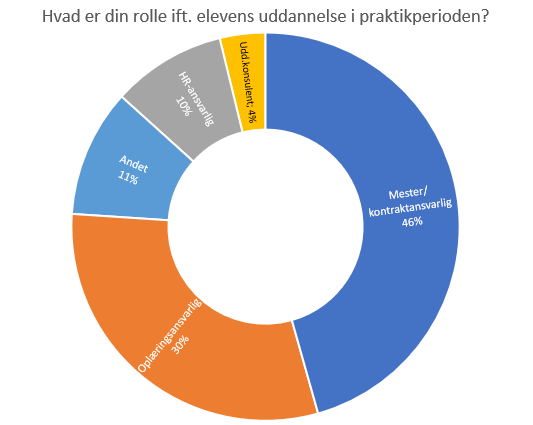 Hvad er din rolle ift. elevens uddannelse i praktikperioden?
Mester/
kontraktansvarlig
46%
Oplæringsansvarlig
30%
Andet
11%
HR-ansvarlig
10%
Udd.konsulent; 4%